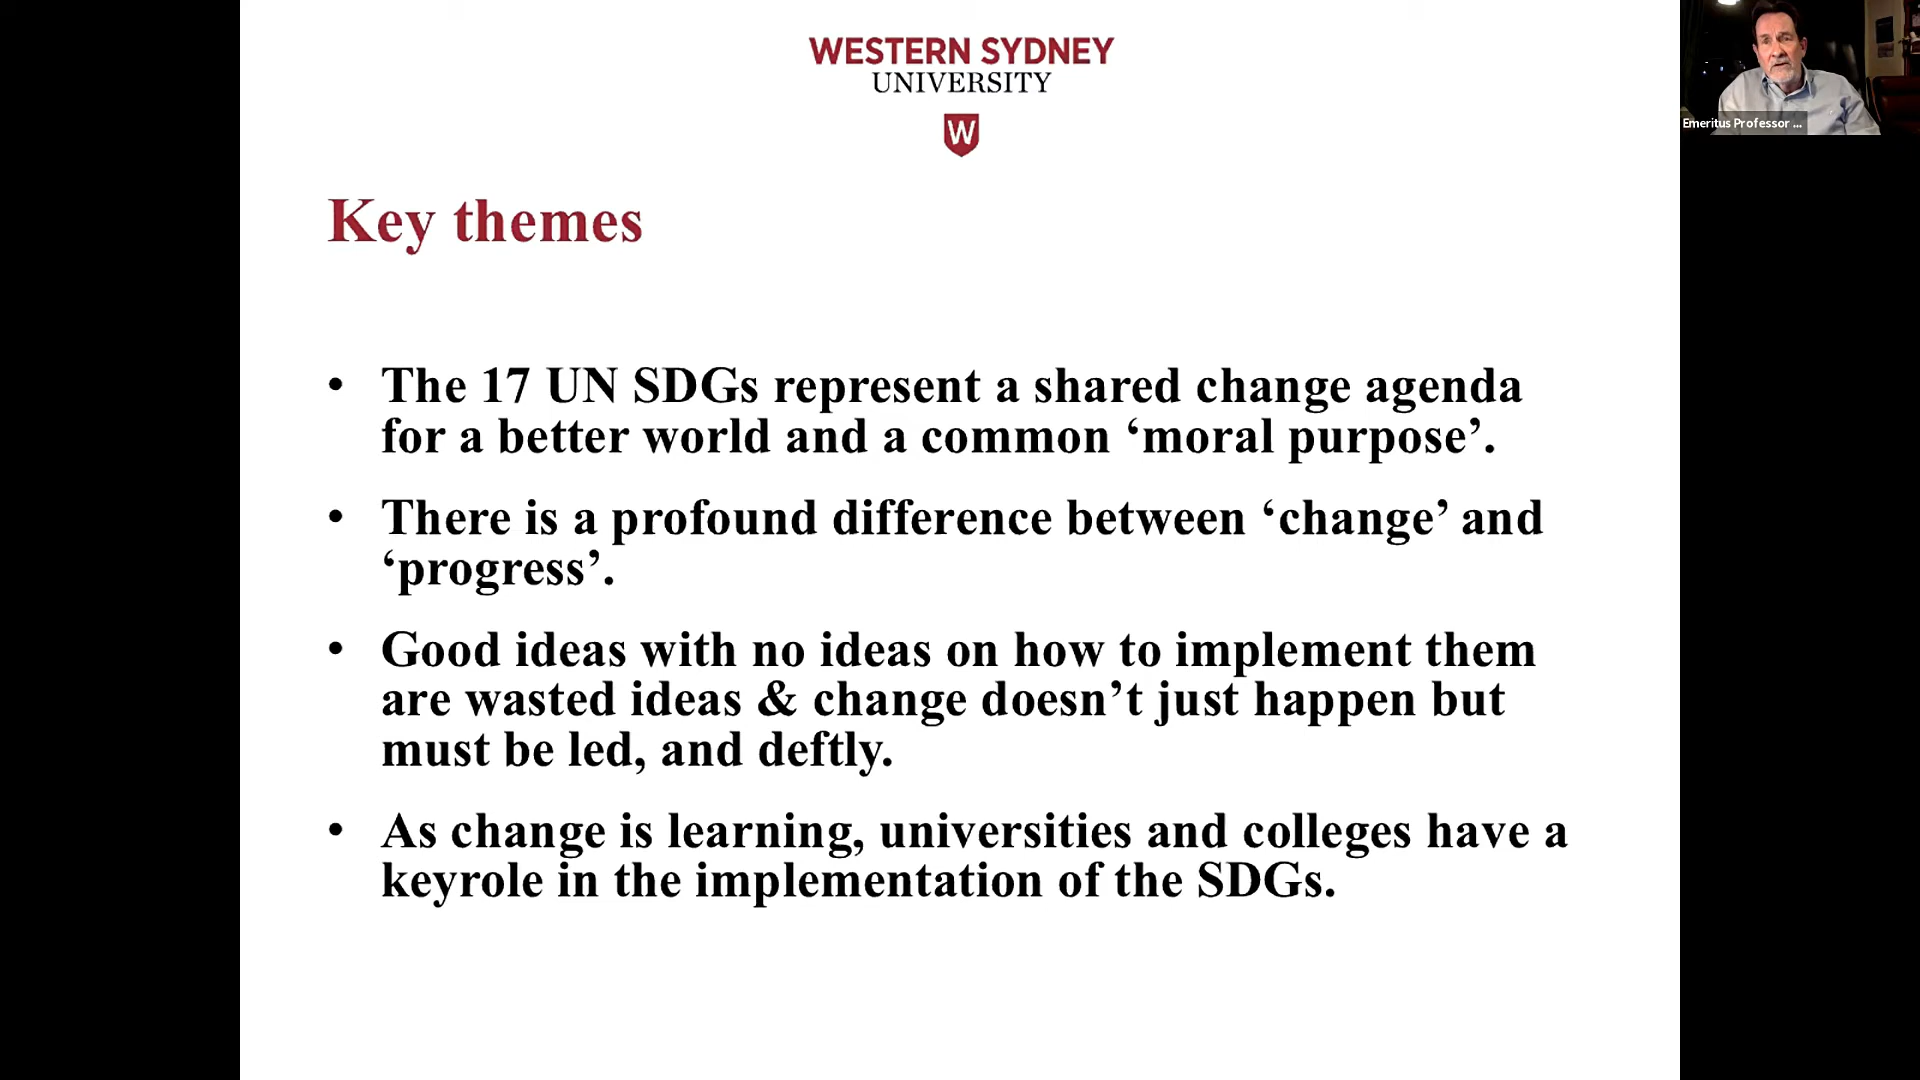 WESTERN SYDNEY
UNIVERSITY
W
Emeritus Professor ...
Key themes
• The 17 UN SDGs represent a shared change agenda
for a better world and a common ‘moral purpose’.
• There is a profound difference between ‘change’ and
‘progress’.
• Good ideas with no ideas on how to implement them
are wasted ideas & change doesn’t just happen but
must be led, and deftly.
• As change is learning, universities and colleges have a
keyrole in the implementation of the SDGs.